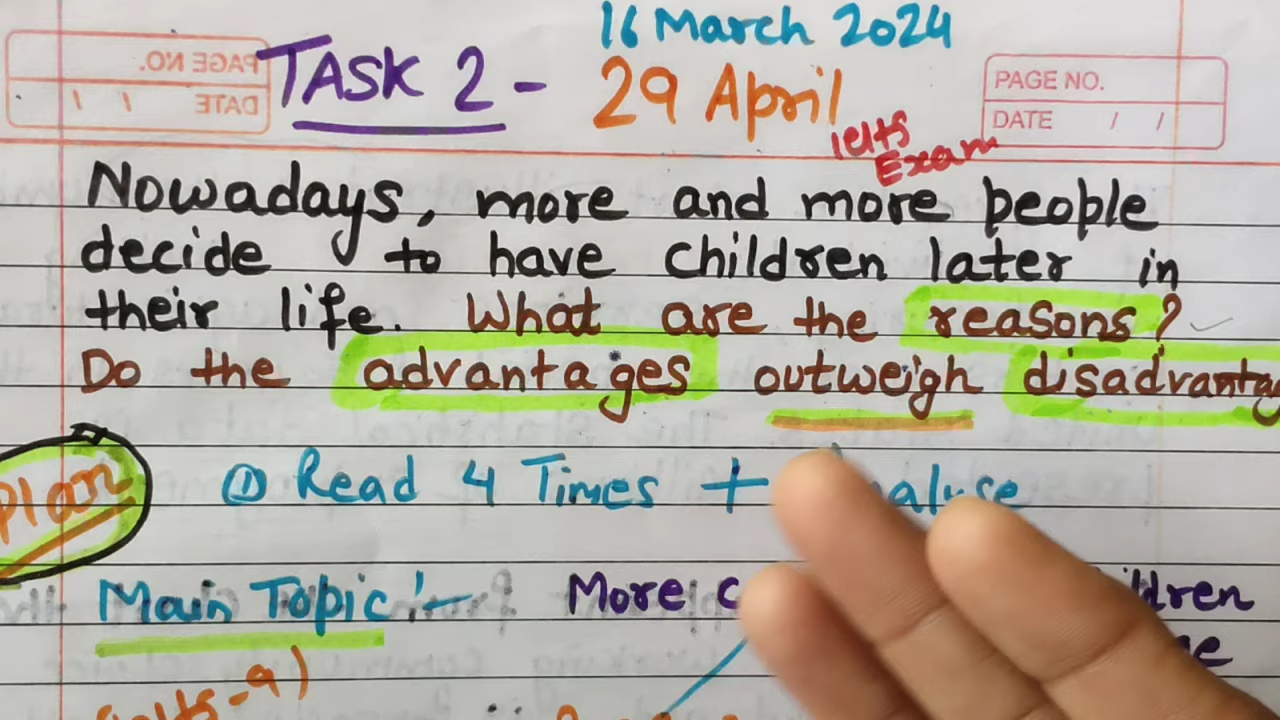 16 March 2024
PAGE NO.
DATE / /
TASK 2 - 29 April
PAGE NO.
DATE / /
Ielts
Exam
Nowadays, more and more people
decide to have children later in
their life. What are the reasons?
Do the advantages outweigh
Plan
① Read 4 Times +
Main Topic :-
More